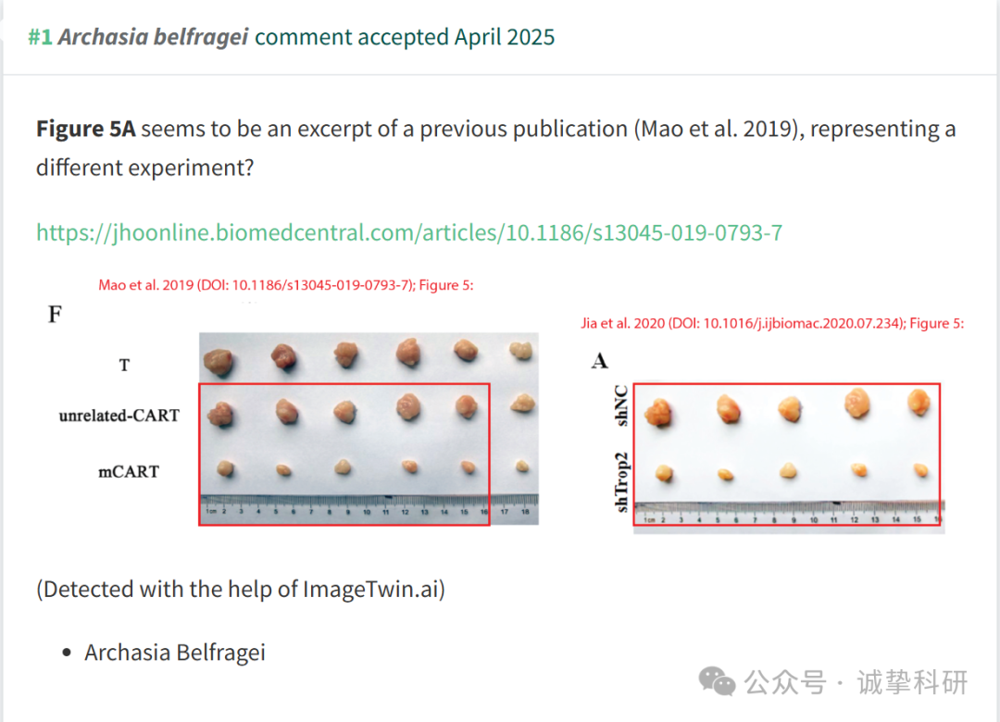 #1 Archasia belfragei comment accepted April 2025
Figure 5A seems to be an excerpt of a previous publication (Mao et al. 2019), representing a
different experiment?
https://jhoonline.biomedcentral.com/articles/10.1186/s13045-019-0793-7
Mao et al. 2019 (DOI: 10.1186/s13045-019-0793-7); Figure 5:
F
T
unrelated-CART
mCART
1cm 2 3 4 5 6 7 8 9 10 11 12 13 14 15 16 17 18
Jia et al. 2020 (DOI: 10.1016/j.ijbiomac.2020.07.234); Figure 5:
A
shNC
shTrop2
1cm 2 3 4 5 6 7 8 9 10 11 12 13 14 15
(Detected with the help of ImageTwin.ai)
• Archasia Belfragei
公众号 · 诚挚科研